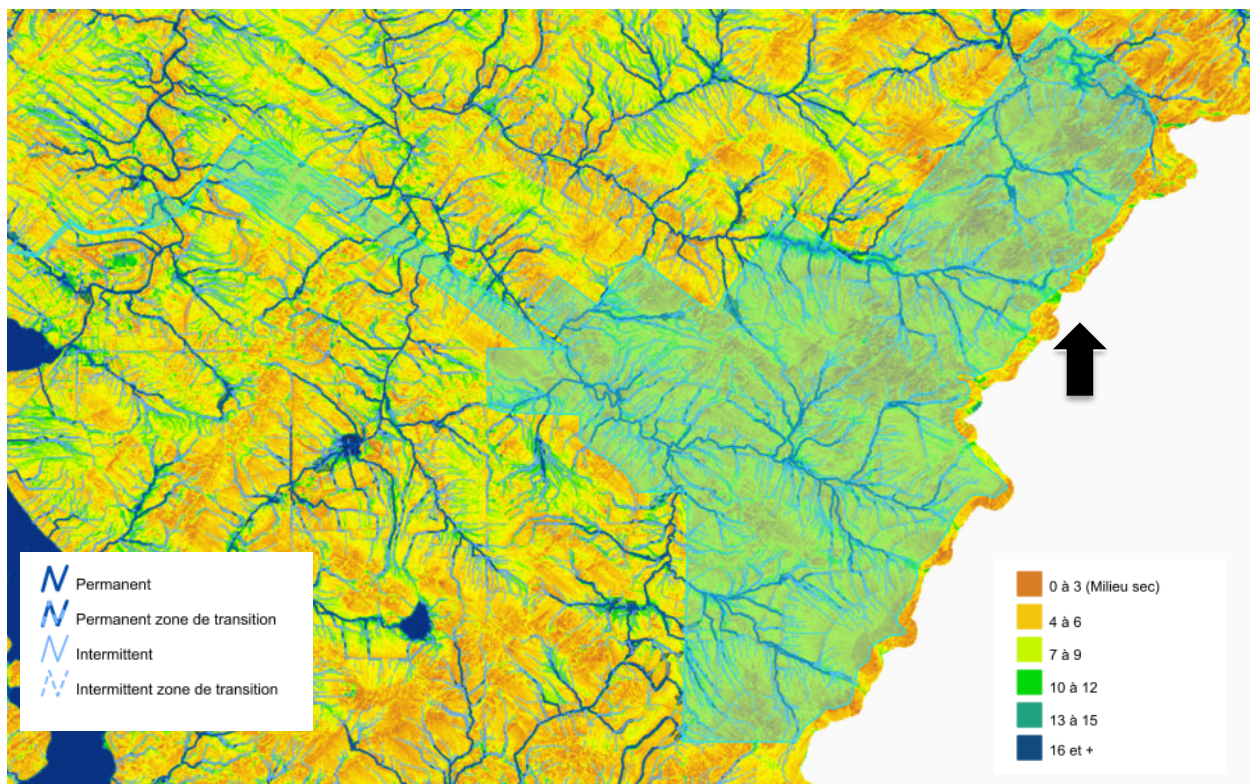 Permanent
Permanent zone de transition
Intermittent
Intermittent zone de transition
0 à 3 (Milieu sec)
4 à 6
7 à 9
10 à 12
13 à 15
16 et +